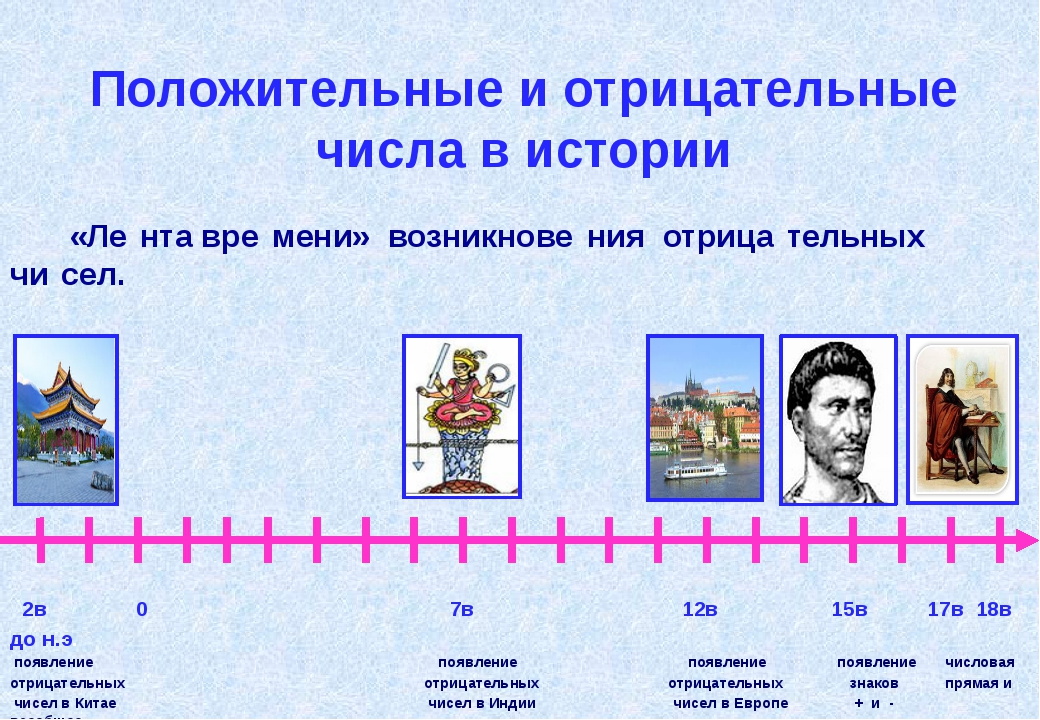 Положительные и отрицательные
числа в истории
«Ле нта вре мени» возникнове ния отрица тельных
чи сел.
2в 0 7в 12в 15в 17в 18в
до н.э
появление появление появление появление числовая
отрицательных отрицательных отрицательных знаков прямая и
чисел в Китае чисел в Индии чисел в Европе + и -